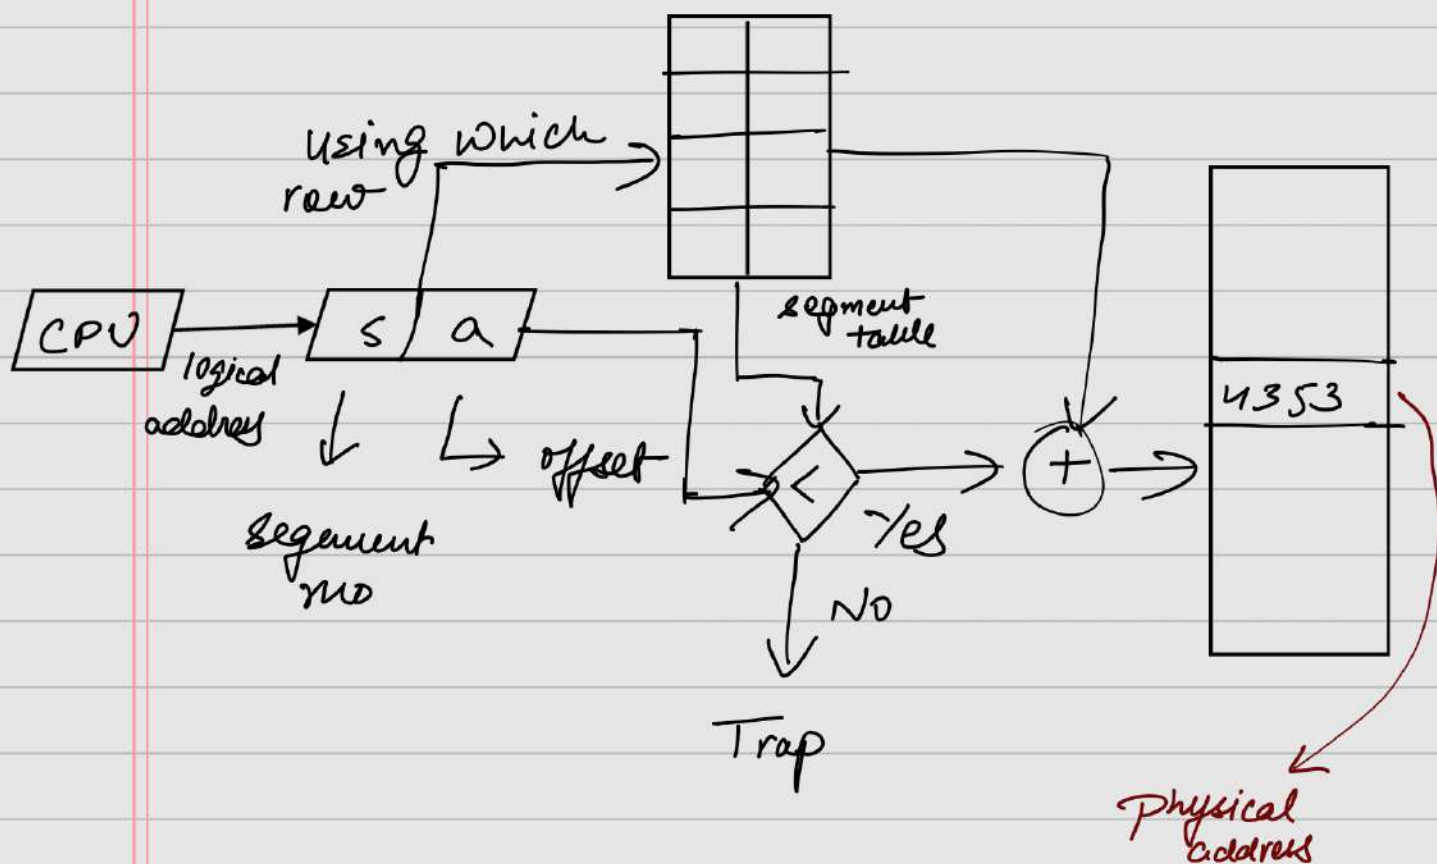 using which
row
CPU
logical
address
s a
segment
no
offset
segment
table
<
Yes
NO
Trap
+
4353
Physical
address